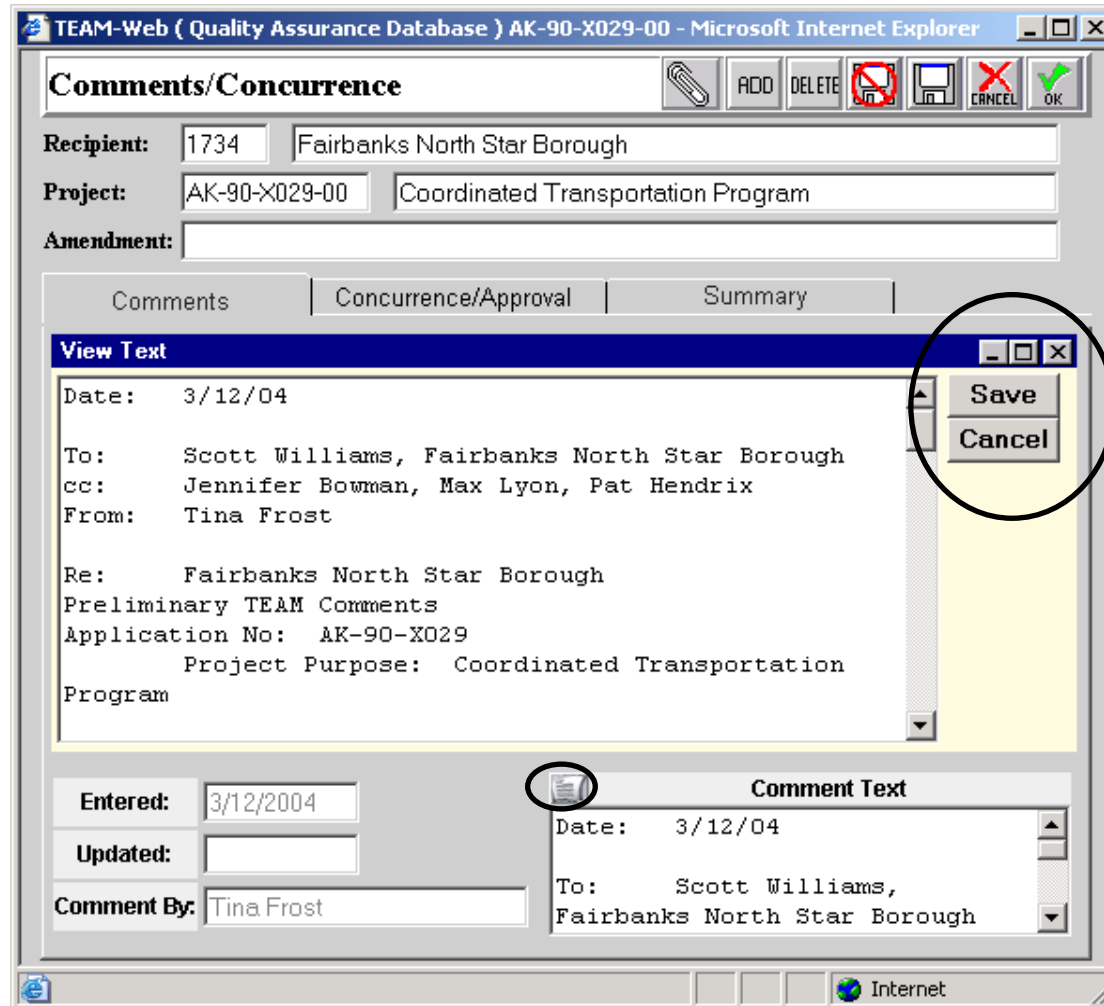 TEAM-Web ( Quality Assurance Database ) AK-90-X029-00 - Microsoft Internet Explorer
Comments/Concurrence ADD DELETE CANCEL OK
Recipient: 1734 Fairbanks North Star Borough
Project: AK-90-X029-00 Coordinated Transportation Program
Amendment:
Comments Concurrence/Approval Summary
View Text
Date: 3/12/04
Save
Cancel
To: Scott Williams, Fairbanks North Star Borough
cc: Jennifer Bowman, Max Lyon, Pat Hendrix
From: Tina Frost
Re: Fairbanks North Star Borough
Preliminary TEAM Comments
Application No: AK-90-X029
Project Purpose: Coordinated Transportation
Program
Entered: 3/12/2004
Updated:
Comment By: Tina Frost
Comment Text
Date: 3/12/04
To: Scott Williams,
Fairbanks North Star Borough
Internet